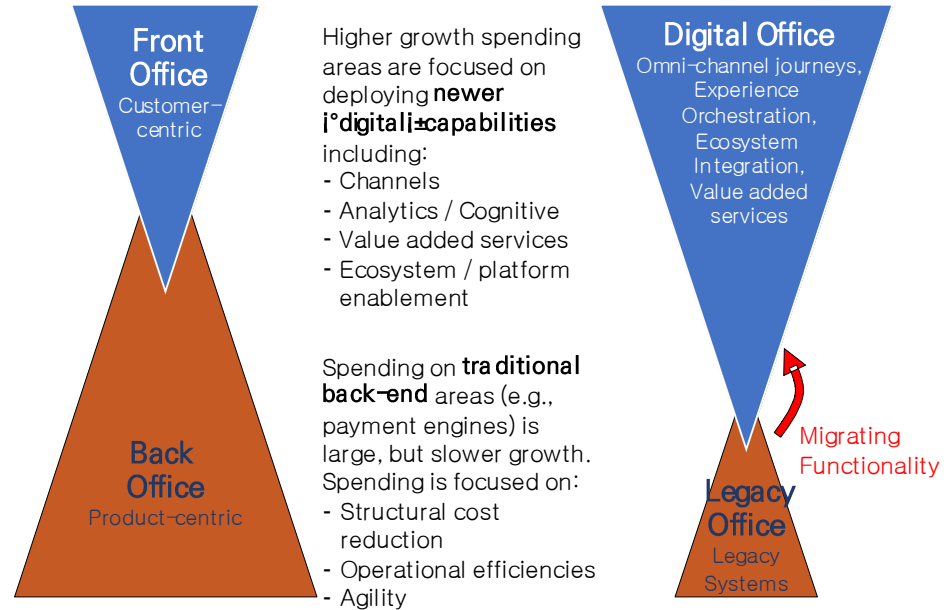 Front
Office
Customer-
centric
Higher growth spending
areas are focused on
deploying newer
¡°digital¡±capabilities
including:
- Channels
- Analytics / Cognitive
- Value added services
- Ecosystem / platform
enablement
Spending on traditional
back-end areas (e.g.,
payment engines) is
large, but slower growth.
Spending is focused on:
- Structural cost
reduction
- Operational efficiencies
- Agility
Back
Office
Product-centric
Digital Office
Omni-channel journeys,
Experience
Orchestration,
Ecosystem
Integration,
Value added
services
Migrating
Functionality
Legacy
Office
Legacy
Systems